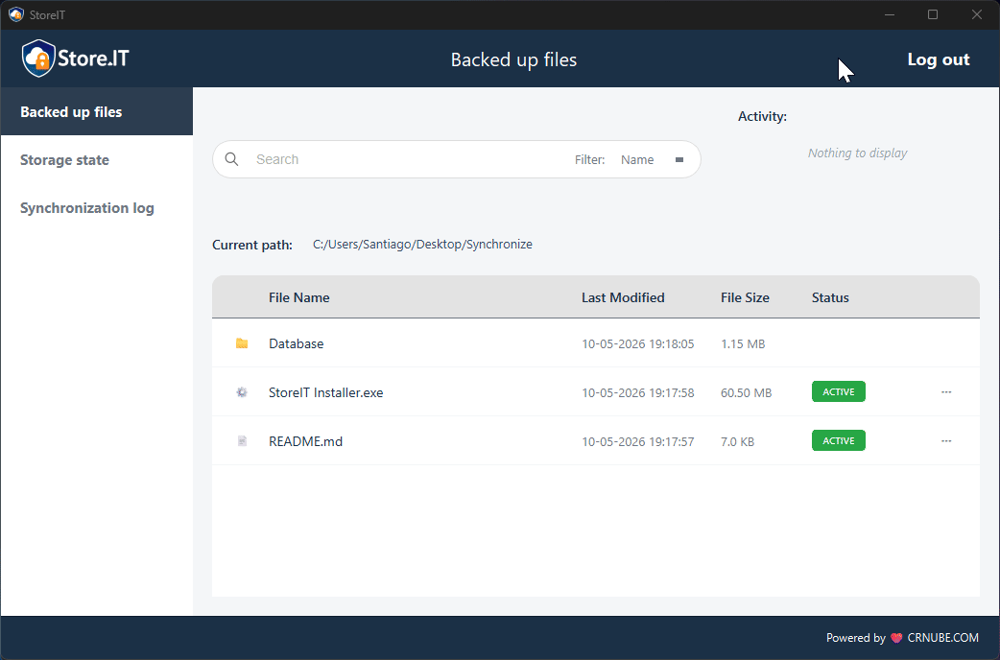 StoreIT
Store.IT
Backed up files
Log out
Backed up files
Storage state
Synchronization log
Activity:
Nothing to display
Search
Filter:
Name
Current path:
C:/Users/Santiago/Desktop/Synchronize
File Name Last Modified File Size Status
Database 10-05-2026 19:18:05 1.15 MB
StoreIT Installer.exe 10-05-2026 19:17:58 60.50 MB ACTIVE ...
README.md 10-05-2026 19:17:57 7.0 KB ACTIVE ...
Powered by ❤ CRNUBE.COM